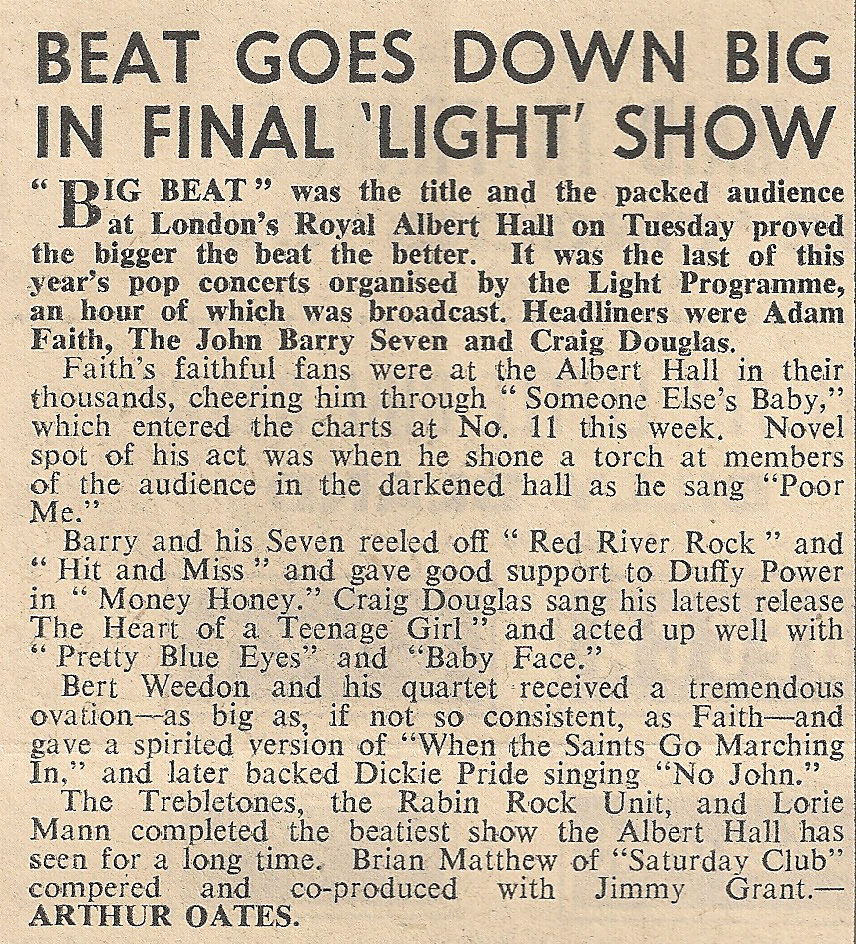 BEAT GOES DOWN BIG
IN FINAL 'LIGHT' SHOW
“ BIG BEAT ” was the title and the packed audience
at London's Royal Albert Hall on Tuesday proved
the bigger the beat the better. It was the last of this
year's pop concerts organised by the Light Programme,
an hour of which was broadcast. Headliners were Adam
Faith, The John Barry Seven and Craig Douglas.
Faith's faithful fans were at the Albert Hall in their
thousands, cheering him through “ Someone Else's Baby,”
which entered the charts at No. 11 this week. Novel
spot of his act was when he shone a torch at members
of the audience in the darkened hall as he sang “Poor
Me.”
Barry and his Seven reeled off “ Red River Rock ” and
“ Hit and Miss ” and gave good support to Duffy Power
in “ Money Honey.” Craig Douglas sang his latest release
The Heart of a Teenage Girl ” and acted up well with
“ Pretty Blue Eyes” and “Baby Face.”
Bert Weedon and his quartet received a tremendous
ovation—as big as, if not so consistent, as Faith—and
gave a spirited version of “When the Saints Go Marching
In,” and later backed Dickie Pride singing “No John.”
The Trebletones, the Rabin Rock Unit, and Lorie
Mann completed the beatiest show the Albert Hall has
seen for a long time. Brian Matthew of “Saturday Club”
compered and co-produced with Jimmy Grant.—
ARTHUR OATES.